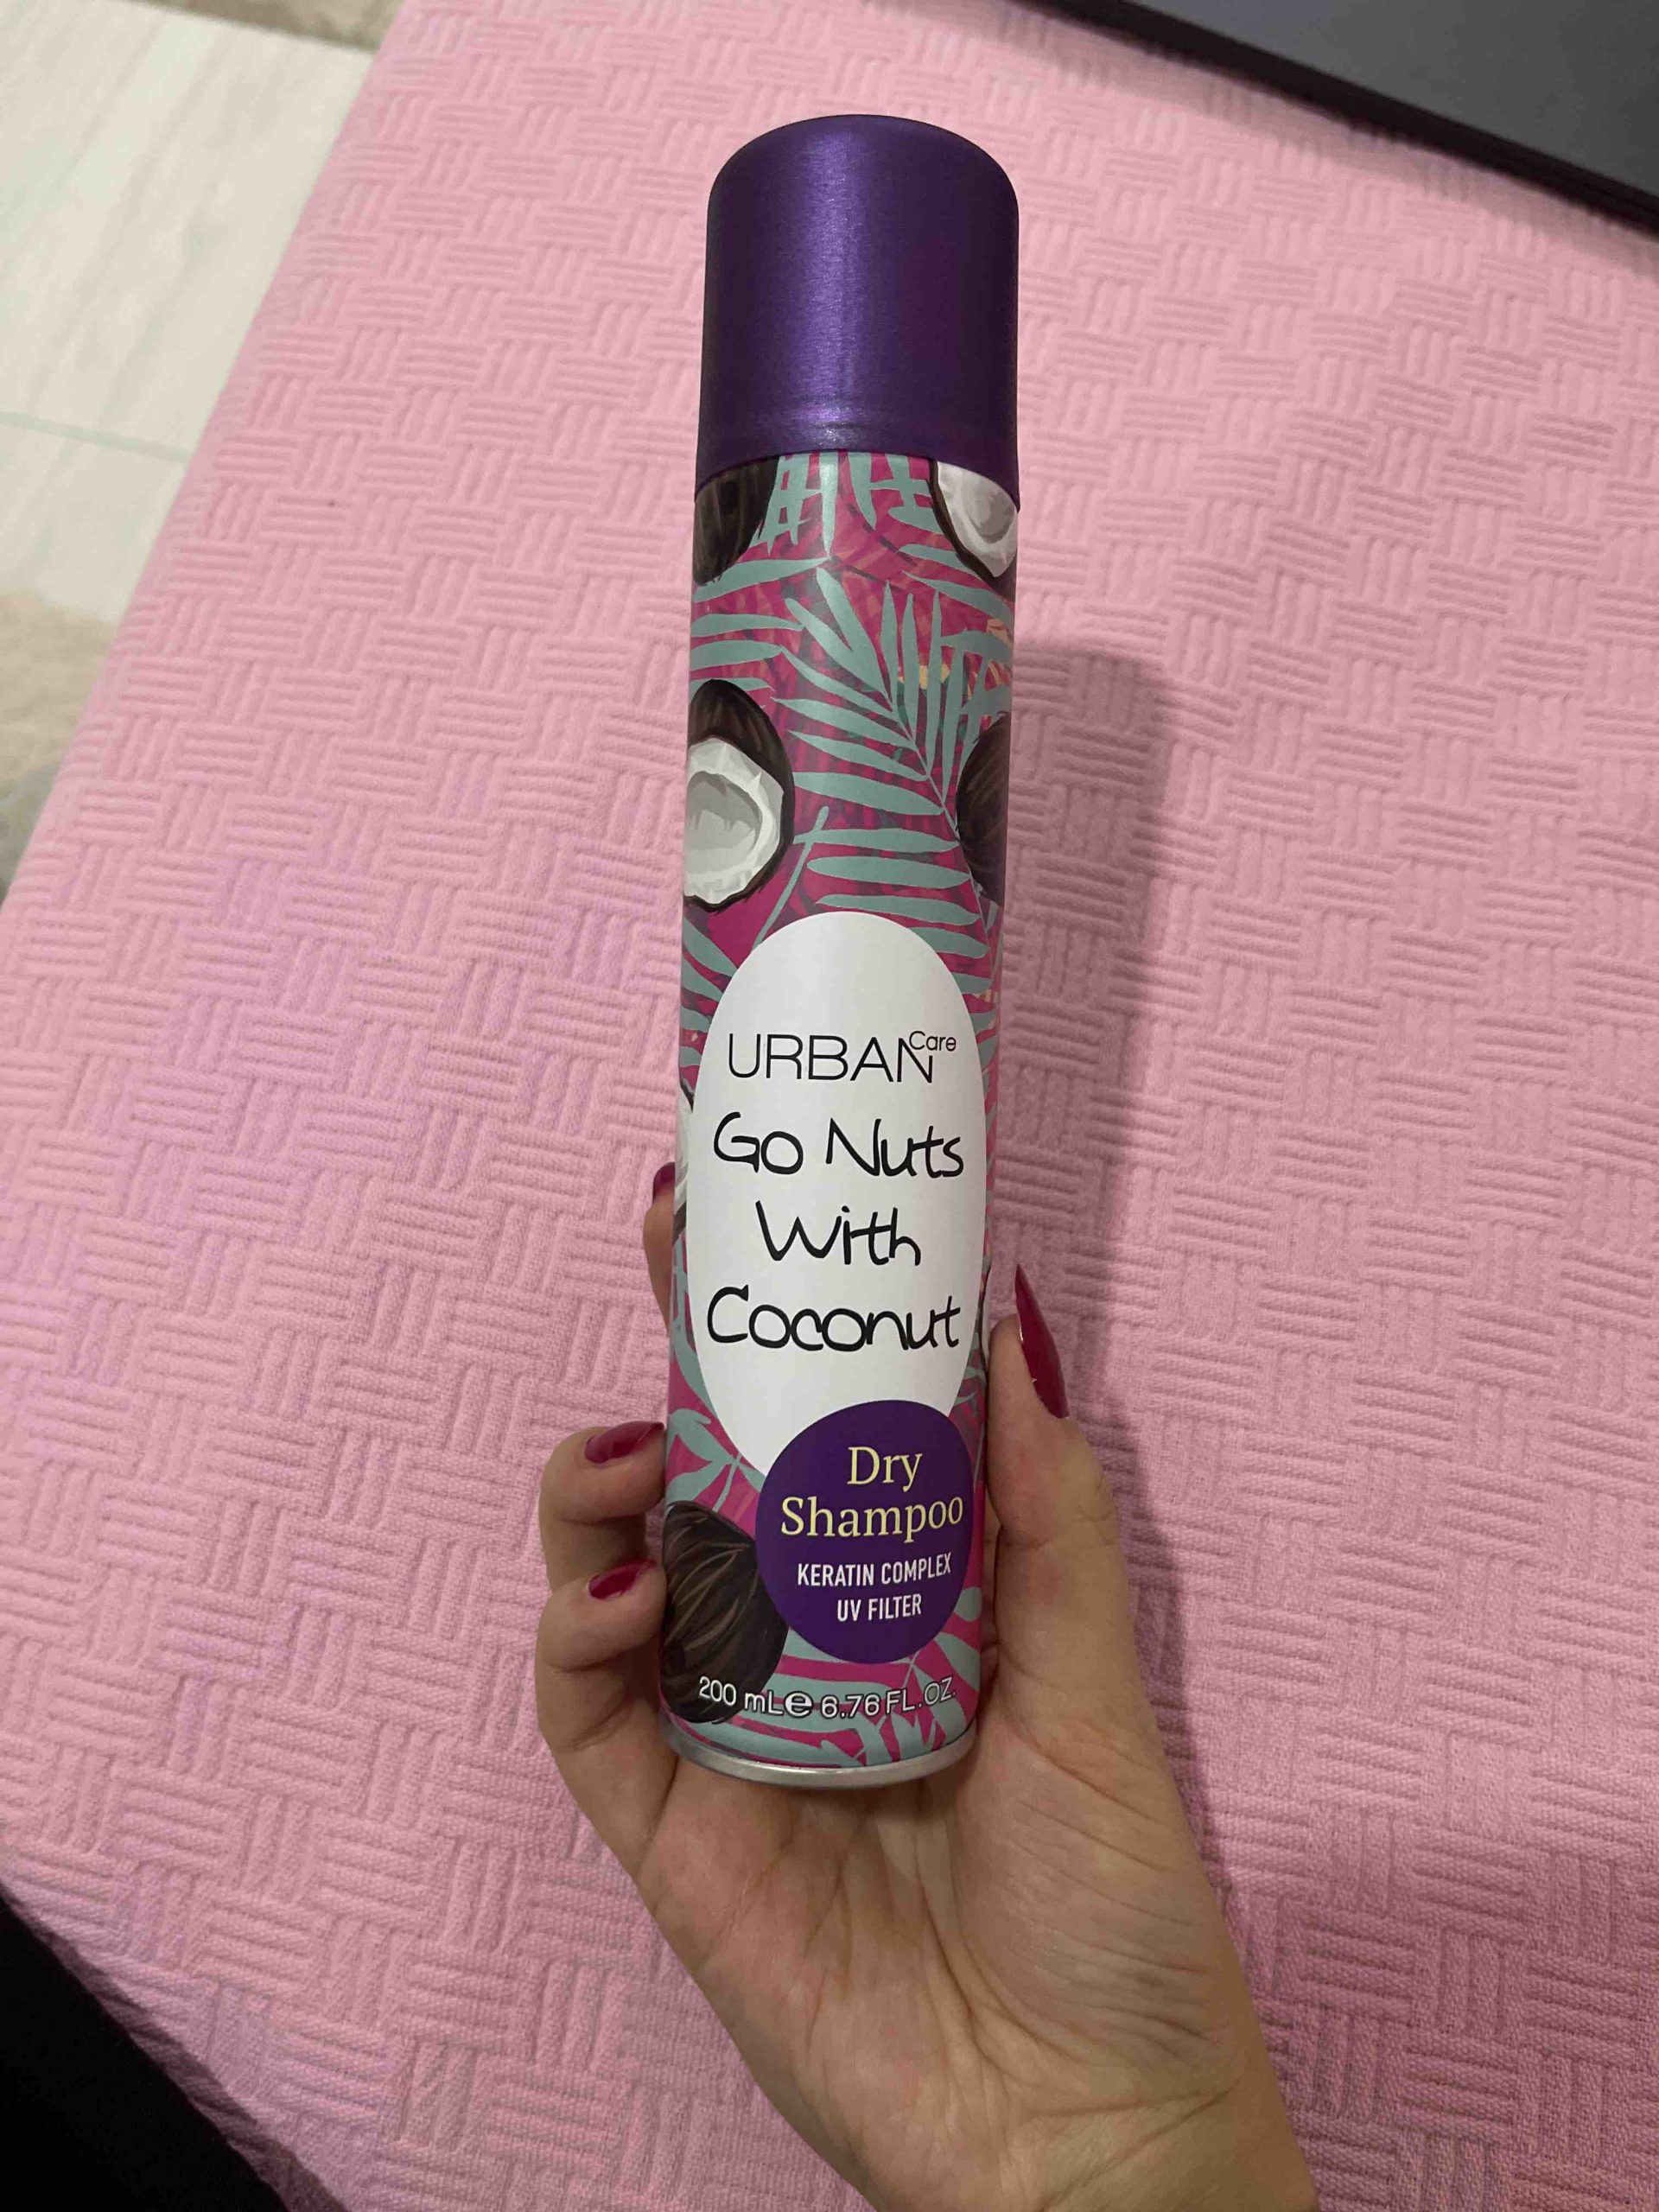 URBAN Care
Go Nuts
With
Coconut
Dry
Shampoo
KERATIN COMPLEX
UV FILTER
200 mL e 6.76 FL.OZ.